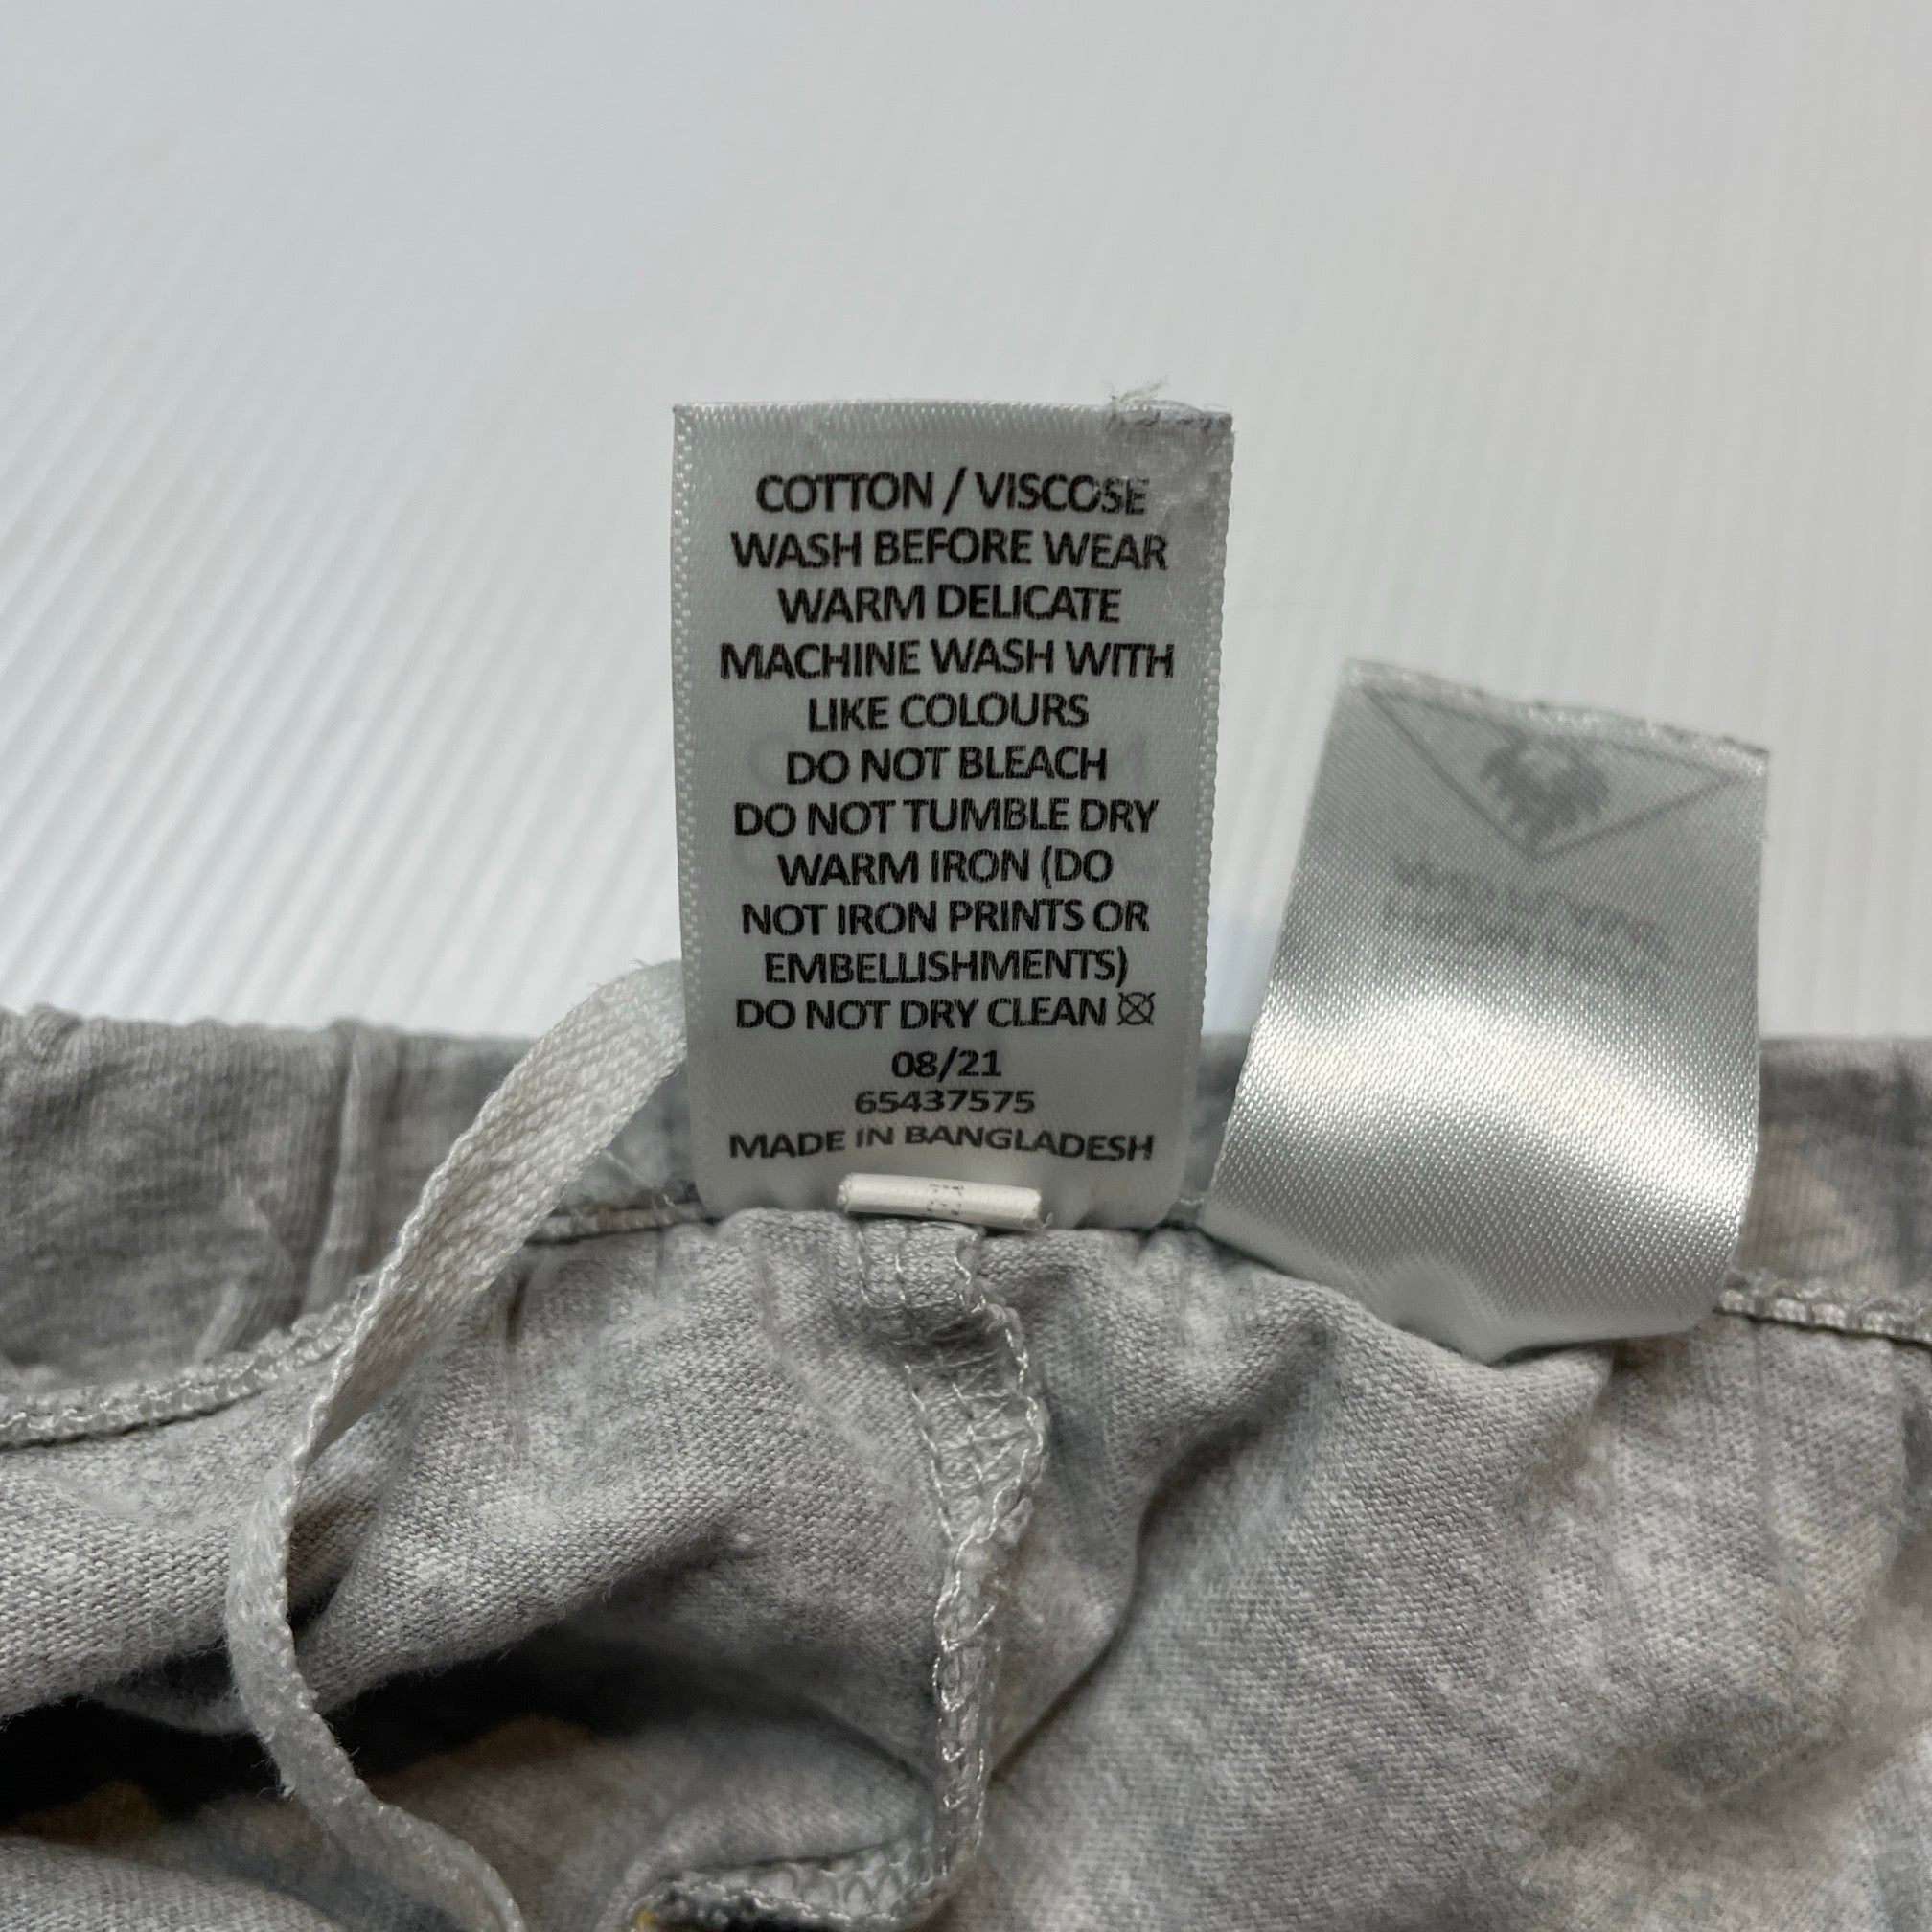 COTTON / VISCOSE
WASH BEFORE WEAR
WARM DELICATE
MACHINE WASH WITH
LIKE COLOURS
DO NOT BLEACH
DO NOT TUMBLE DRY
WARM IRON (DO
NOT IRON PRINTS OR
EMBELLISHMENTS)
DO NOT DRY CLEAN
08/21
65437575
MADE IN BANGLADESH